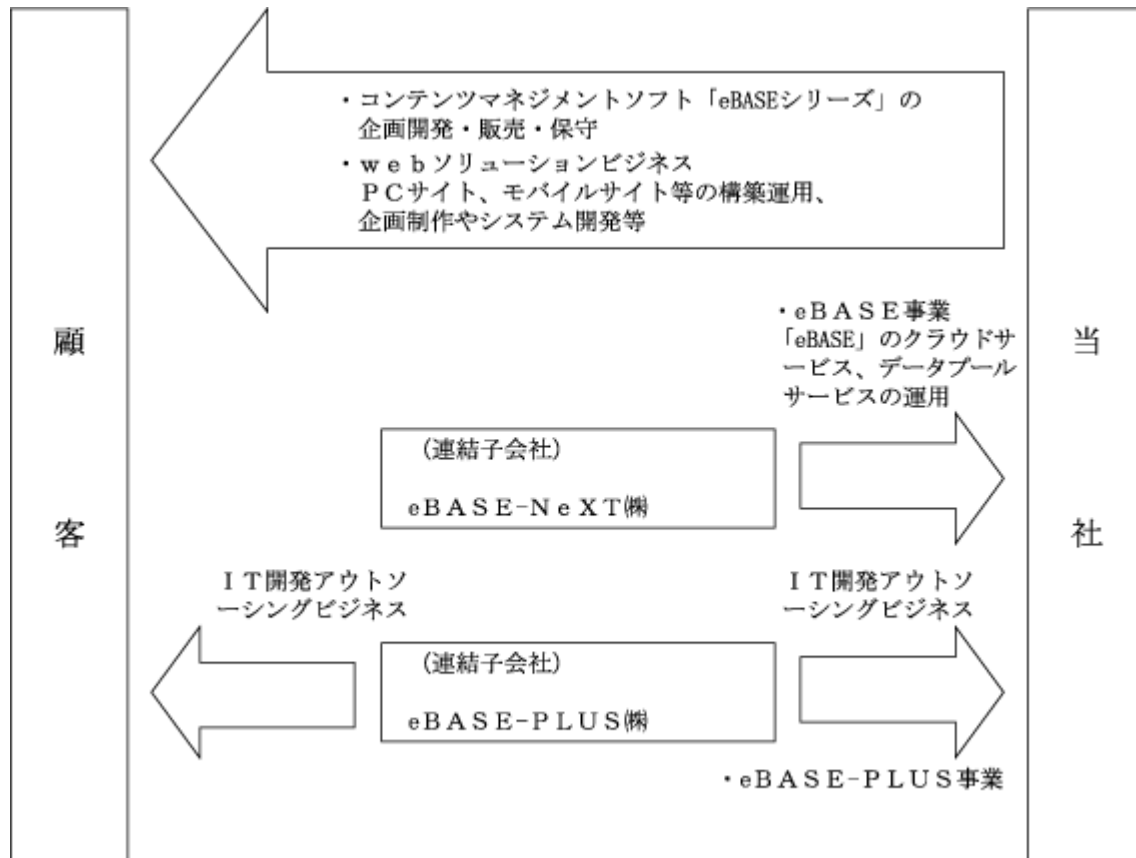 ・コンテンツマネジメントソフト「eBASEシリーズ」の
企画開発・販売・保守
・ｗｅｂソリューションビジネス
ＰＣサイト、モバイルサイト等の構築運用、
企画制作やシステム開発等
顧
客
当
社
・eＢＡＳＥ事業
「eBASE」のクラウドサ
ービス、データプール
サービスの運用
（連結子会社）
eＢＡＳＥ−ＮｅＸＴ㈱
ＩＴ開発アウトソ
ーシングビジネス
ＩＴ開発アウトソ
ーシングビジネス
（連結子会社）
eＢＡＳＥ−ＰＬＵＳ㈱
・eＢＡＳＥ−ＰＬＵＳ事業